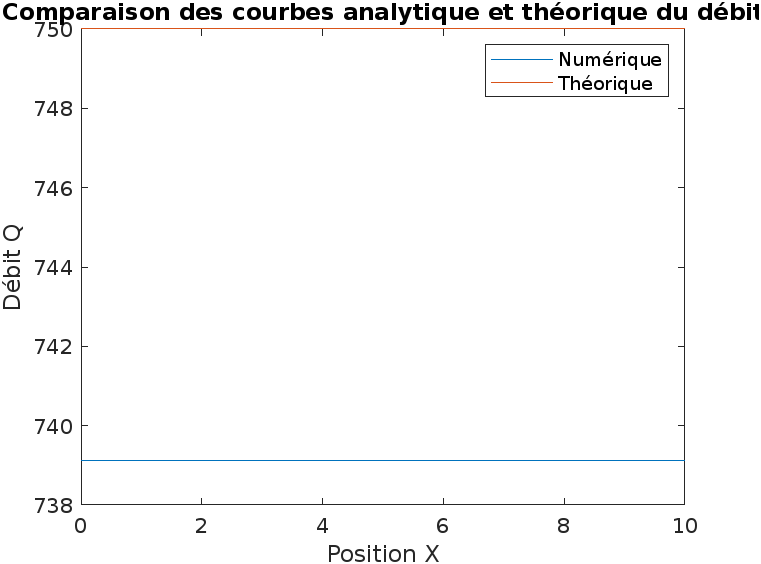 Comparaison des courbes analytique et théorique du débit
750
748
746
744
742
740
738
Débit Q
Numérique
Théorique
0 2 4 6 8 10
Position X